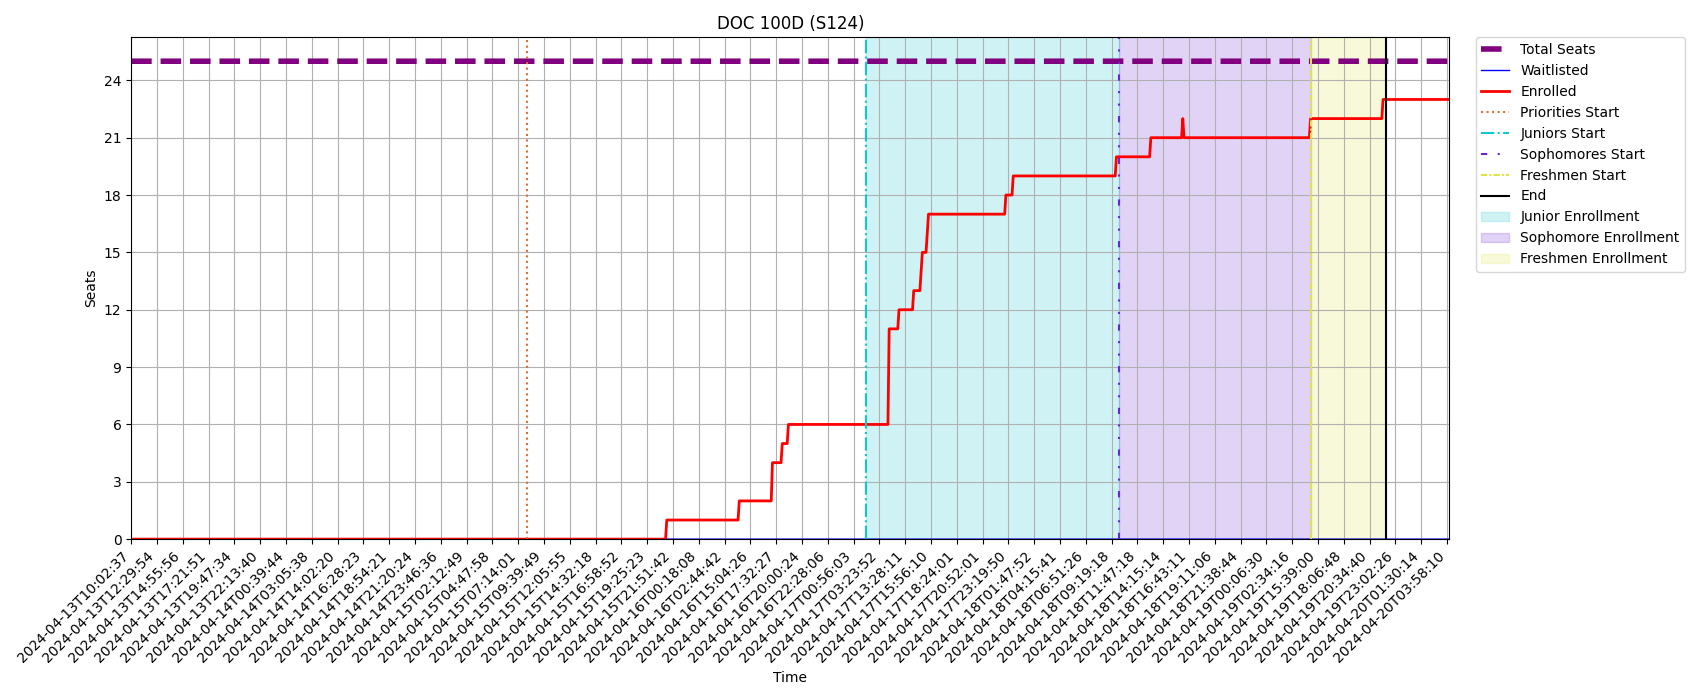 DOC 100D (S124)
24
21
18
15
12
9
6
3
0
Seats
2024-04-13T10:02:37
2024-04-13T12:29:54
2024-04-13T14:55:56
2024-04-13T17:21:51
2024-04-13T19:47:34
2024-04-13T22:13:40
2024-04-14T00:39:44
2024-04-14T03:05:38
2024-04-14T14:02:20
2024-04-14T16:28:23
2024-04-14T18:54:21
2024-04-14T21:20:24
2024-04-14T23:46:36
2024-04-15T02:12:49
2024-04-15T04:47:58
2024-04-15T07:14:01
2024-04-15T09:39:49
2024-04-15T12:05:55
2024-04-15T14:32:18
2024-04-15T16:58:52
2024-04-15T19:25:23
2024-04-15T21:51:42
2024-04-16T00:18:08
2024-04-16T02:44:42
2024-04-16T15:04:26
2024-04-16T17:32:27
2024-04-16T20:00:24
2024-04-16T22:28:06
2024-04-17T00:56:03
2024-04-17T03:23:52
2024-04-17T13:28:11
2024-04-17T15:56:10
2024-04-17T18:24:01
2024-04-17T20:52:01
2024-04-17T23:19:50
2024-04-18T01:47:52
2024-04-18T04:15:41
2024-04-18T06:51:26
2024-04-18T09:19:18
2024-04-18T11:47:18
2024-04-18T14:15:14
2024-04-18T16:43:11
2024-04-18T19:11:06
2024-04-18T21:38:44
2024-04-19T00:06:30
2024-04-19T02:34:16
2024-04-19T15:39:00
2024-04-19T18:06:48
2024-04-19T20:34:40
2024-04-19T23:02:26
2024-04-20T01:30:14
2024-04-20T03:58:10
Time
Total Seats
Waitlisted
Enrolled
Priorities Start
Juniors Start
Sophomores Start
Freshmen Start
End
Junior Enrollment
Sophomore Enrollment
Freshmen Enrollment